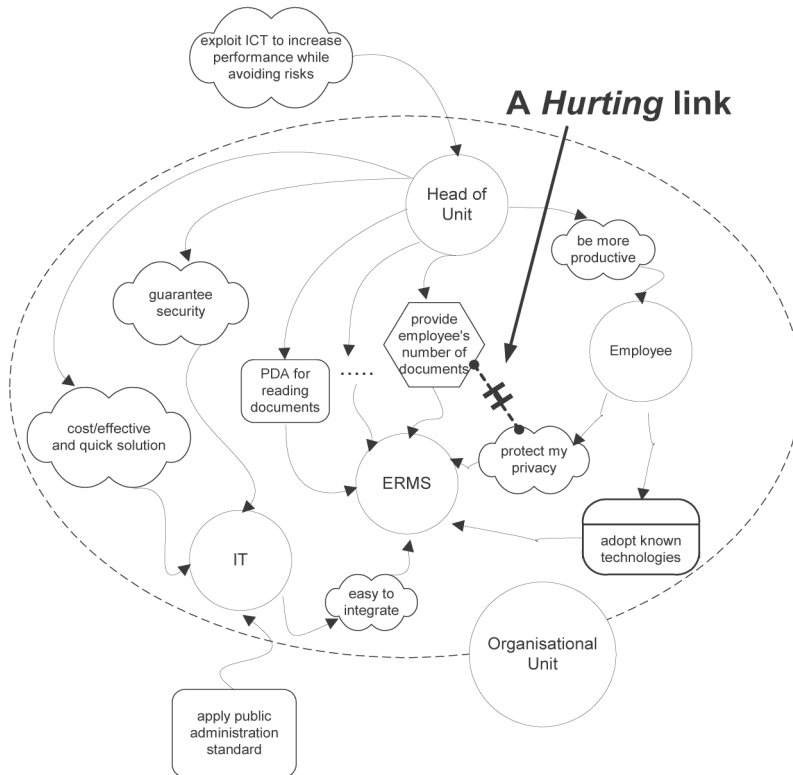 exploit ICT to increase
performance while
avoiding risks
A Hurting link
Head of
Unit
be more
productive
guarantee
security
provide
employee's
number of
documents
Employee
PDA for
reading
documents
.....
cost/effective
and quick solution
protect my
privacy
ERMS
adopt known
technologies
IT
easy to
integrate
Organisational
Unit
apply public
administration
standard